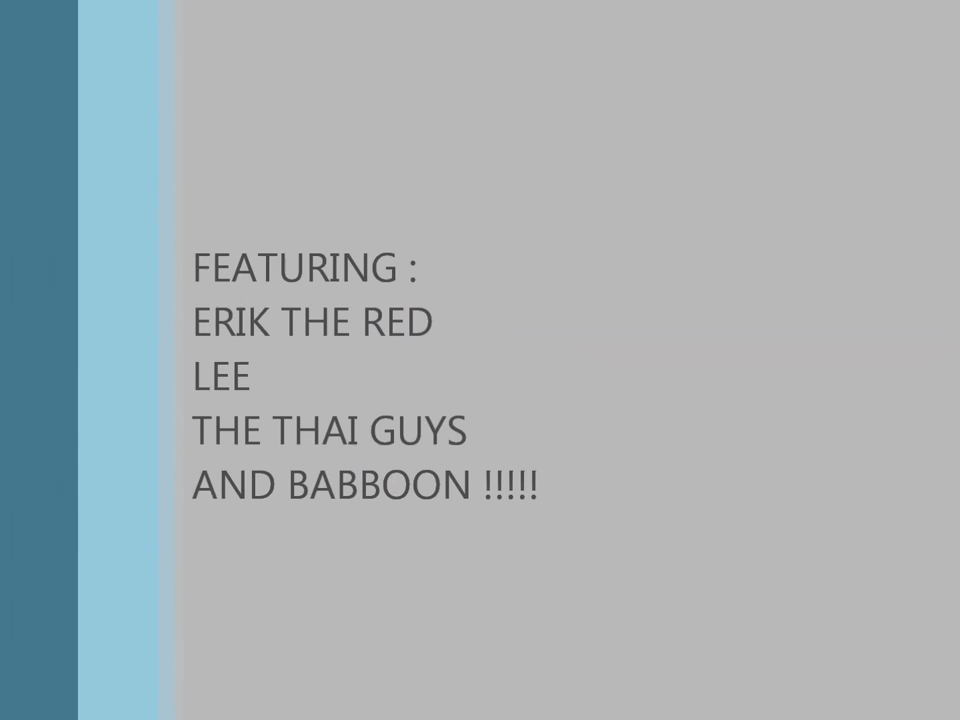 FEATURING :
ERIK THE RED
LEE
THE THAI GUYS
AND BABBOON !!!!!